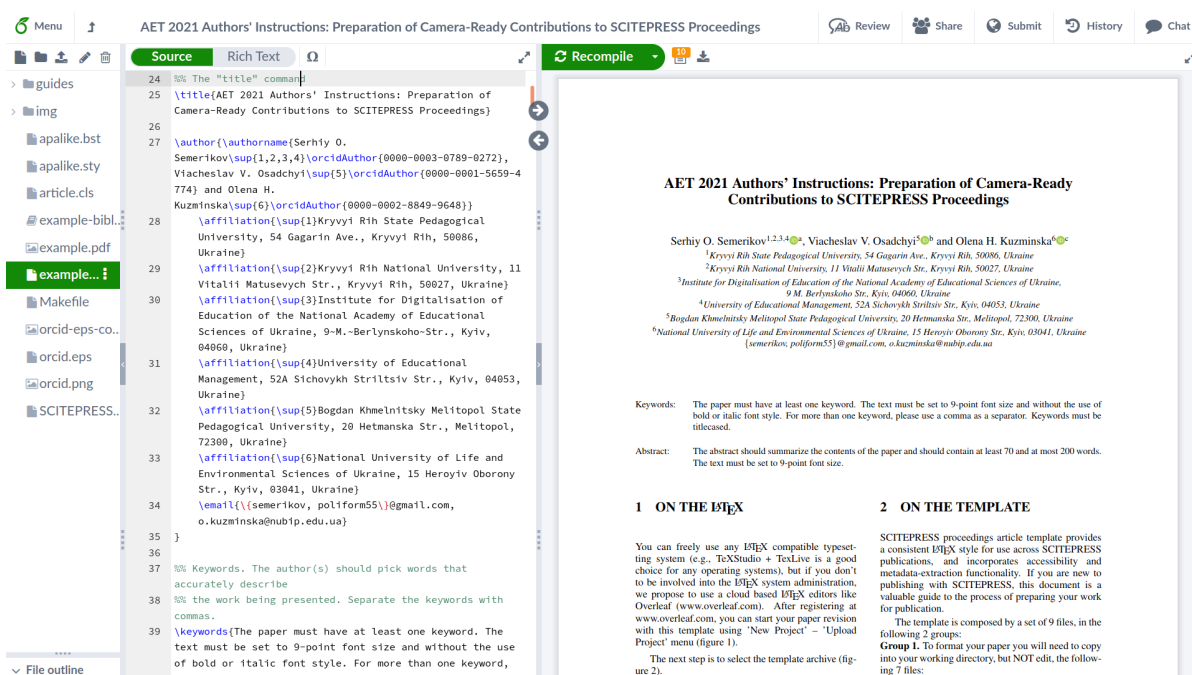 Menu
AET 2021 Authors' Instructions: Preparation of Camera-Ready Contributions to SCITEPRESS Proceedings
Review
Share
Submit
History
Chat
Source
Rich Text
Ω
Recompile
10
guides
img
apalike.bst
apalike.sty
article.cls
example-bibl...
example.pdf
example...
Makefile
orcid-eps-co...
orcid.eps
orcid.png
SCITEPRESS...
File outline
24 %% The "title" command
25 \title{AET 2021 Authors' Instructions: Preparation of
Camera-Ready Contributions to SCITEPRESS Proceedings}
26
27 \author{\authorname{Serhiy O.
Semerikov\sup{1,2,3,4}\orcidAuthor{0000-0003-0789-0272},
Viacheslav V. Osadchyi\sup{5}\orcidAuthor{0000-0001-5659-4
774} and Olena H.
Kuzminska\sup{6}\orcidAuthor{0000-0002-8849-9648}}
28 \affiliation{\sup{1}Kryvyi Rih State Pedagogical
University, 54 Gagarin Ave., Kryvyi Rih, 50086,
Ukraine}
29 \affiliation{\sup{2}Kryvyi Rih National University, 11
Vitalii Matusevych Str., Kryvyi Rih, 50027, Ukraine}
30 \affiliation{\sup{3}Institute for Digitalisation of
Education of the National Academy of Educational
Sciences of Ukraine, 9~M.~Berlynskoho~Str., Kyiv,
04060, Ukraine}
31 \affiliation{\sup{4}University of Educational
Management, 52A Sichovykh Striltsiv Str., Kyiv, 04053,
Ukraine}
32 \affiliation{\sup{5}Bogdan Khmelnitsky Melitopol State
Pedagogical University, 20 Hetmanska Str., Melitopol,
72300, Ukraine}
33 \affiliation{\sup{6}National University of Life and
Environmental Sciences of Ukraine, 15 Heroyiv Oborony
Str., Kyiv, 03041, Ukraine}
34 \email{\{semerikov, poliform55\}@gmail.com,
o.kuzminska@nubip.edu.ua}
35 }
36
37 %% Keywords. The author(s) should pick words that
accurately describe
38 %% the work being presented. Separate the keywords with
commas.
39 \keywords{The paper must have at least one keyword. The
text must be set to 9-point font size and without the use
of bold or italic font style. For more than one keyword,
AET 2021 Authors' Instructions: Preparation of Camera-Ready
Contributions to SCITEPRESS Proceedings
Serhiy O. Semerikov1,2,3,4 a, Viacheslav V. Osadchyi5 b and Olena H. Kuzminska6 c
1Kryvyi Rih State Pedagogical University, 54 Gagarin Ave., Kryvyi Rih, 50086, Ukraine
2Kryvyi Rih National University, 11 Vitalii Matusevych Str., Kryvyi Rih, 50027, Ukraine
3Institute for Digitalisation of Education of the National Academy of Educational Sciences of Ukraine,
9 M. Berlynskoho Str., Kyiv, 04060, Ukraine
4University of Educational Management, 52A Sichovykh Striltsiv Str., Kyiv, 04053, Ukraine
5Bogdan Khmelnitsky Melitopol State Pedagogical University, 20 Hetmanska Str., Melitopol, 72300, Ukraine
6National University of Life and Environmental Sciences of Ukraine, 15 Heroyiv Oborony Str., Kyiv, 03041, Ukraine
{semerikov, poliform55}@gmail.com, o.kuzminska@nubip.edu.ua
Keywords: The paper must have at least one keyword. The text must be set to 9-point font size and without the use of
bold or italic font style. For more than one keyword, please use a comma as a separator. Keywords must be
titlecased.
Abstract: The abstract should summarize the contents of the paper and should contain at least 70 and at most 200 words.
The text must be set to 9-point font size.
1 ON THE LATEX
You can freely use any LATEX compatible typeset-
ting system (e.g., TeXStudio + TexLive is a good
choice for any operating systems), but if you don't
to be involved into the LATEX system administration,
we propose to use a cloud based LATEX editors like
Overleaf (www.overleaf.com). After registering at
www.overleaf.com, you can start your paper revision
with this template using 'New Project' – 'Upload
Project' menu (figure 1).
The next step is to select the template archive (fig-
ure 2).
2 ON THE TEMPLATE
SCITEPRESS proceedings article template provides
a consistent LATEX style for use across SCITEPRESS
publications, and incorporates accessibility and
metadata-extraction functionality. If you are new to
publishing with SCITEPRESS, this document is a
valuable guide to the process of preparing your work
for publication.
The template is composed by a set of 9 files, in the
following 2 groups:
Group 1. To format your paper you will need to copy
into your working directory, but NOT edit, the follow-
ing 7 files: